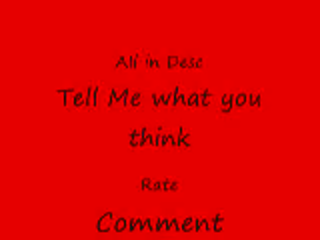 All in Desc
Tell Me what you
think
Rate
Comment